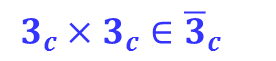 𝟑_c × 𝟑_c ∈ 𝟑̅_c